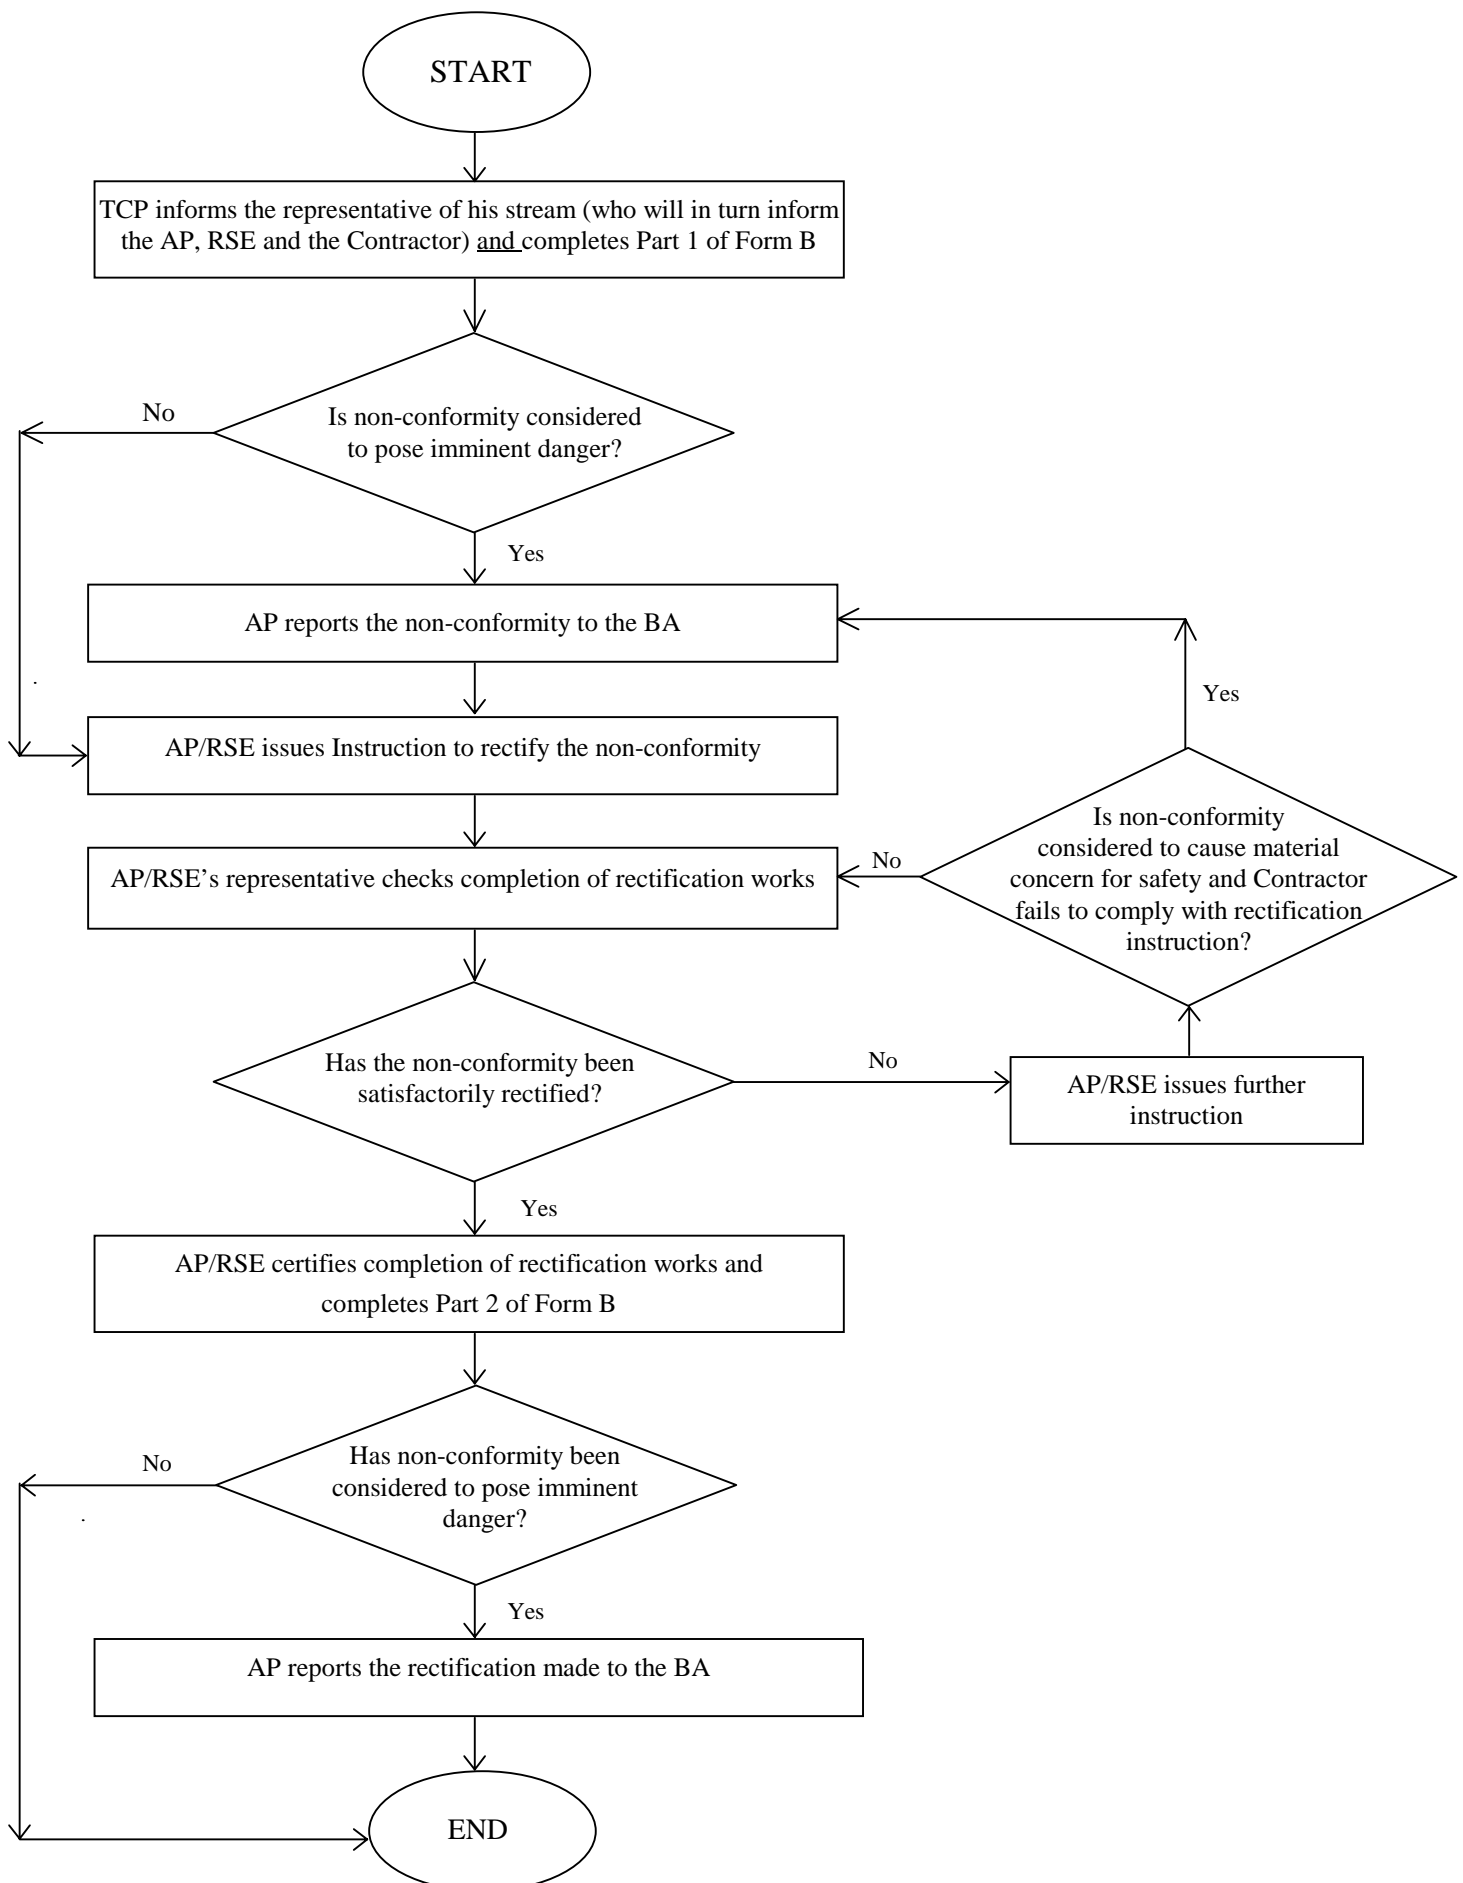 START
TCP informs the representative of his stream (who will in turn inform
the AP, RSE and the Contractor) and completes Part 1 of Form B
No
Is non-conformity considered
to pose imminent danger?
Yes
AP reports the non-conformity to the BA
Yes
AP/RSE issues Instruction to rectify the non-conformity
Is non-conformity
considered to cause material
concern for safety and Contractor
fails to comply with rectification
instruction?
No
AP/RSE's representative checks completion of rectification works
Has the non-conformity been
satisfactorily rectified?
No
AP/RSE issues further
instruction
Yes
AP/RSE certifies completion of rectification works and
completes Part 2 of Form B
No
Has non-conformity been
considered to pose imminent
danger?
Yes
AP reports the rectification made to the BA
END